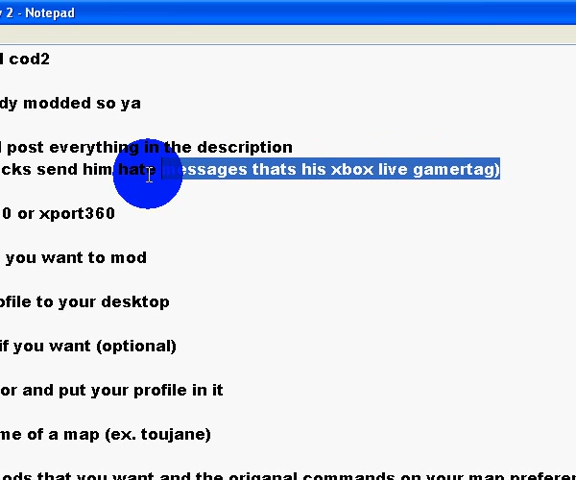 y 2 - Notepad
l cod2
dy modded so ya
l post everything in the description
cks send him hate messages thats his xbox live gamertag)
0 or xport360
you want to mod
ofile to your desktop
if you want (optional)
or and put your profile in it
me of a map (ex. toujane)
ods that you want and the origanal commands on your map prefere